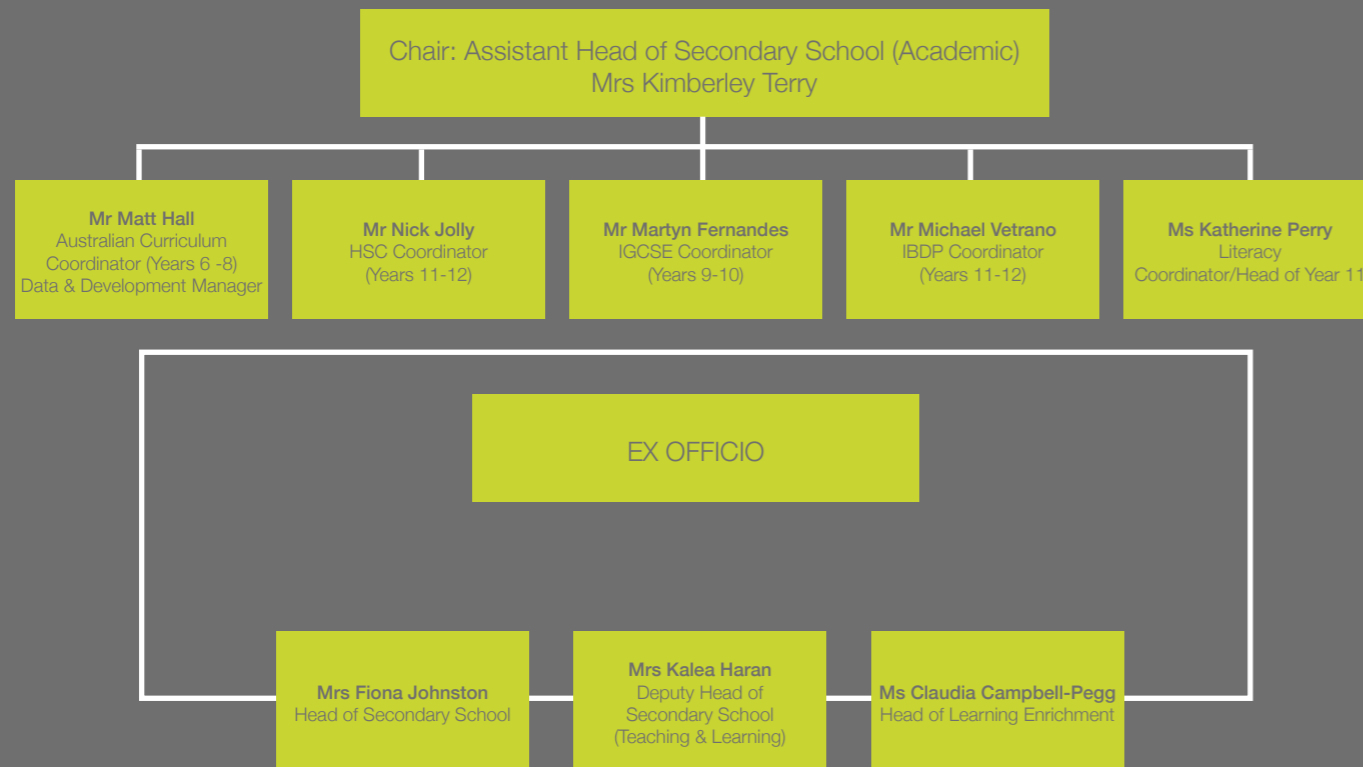 Chair: Assistant Head of Secondary School (Academic)
Mrs Kimberley Terry
Mr Matt Hall
Australian Curriculum
Coordinator (Years 6 -8)
Data & Development Manager
Mr Nick Jolly
HSC Coordinator
(Years 11-12)
Mr Martyn Fernandes
IGCSE Coordinator
(Years 9-10)
Mr Michael Vetrano
IBDP Coordinator
(Years 11-12)
Ms Katherine Perry
Literacy
Coordinator/Head of Year 11
EX OFFICIO
Mrs Fiona Johnston
Head of Secondary School
Mrs Kalea Haran
Deputy Head of
Secondary School
(Teaching & Learning)
Ms Claudia Campbell-Pegg
Head of Learning Enrichment